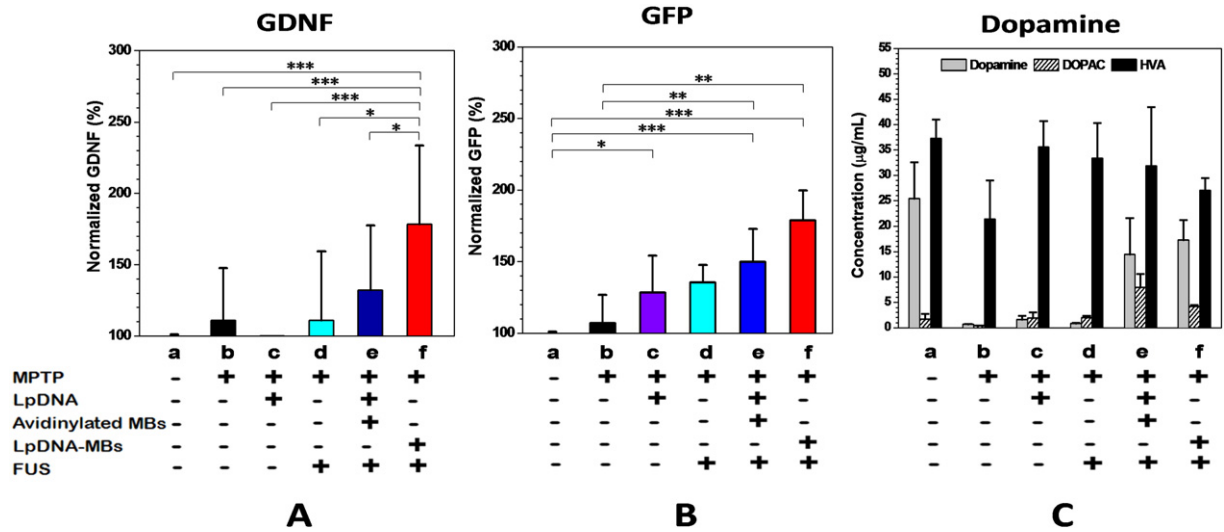 GDNF
300
250
200
150
100
Normalized GDNF (%)
***
***
***
*
*
a b c d e f
GFP
300
250
200
150
100
Normalized GFP (%)
**
**
***
***
*
a b c d e f
Dopamine
55
50
45
40
35
30
25
20
15
10
5
0
Concentration (µg/mL)
Dopamine DOPAC HVA
a b c d e f
MPTP - + + + + + - + + + + + - + + + + +
LpDNA - - + - + - - - + - + - - - + - + -
Avidinylated MBs - - - - + - - - - - + - - - - - + -
LpDNA-MBs - - - - - + - - - - - + - - - - - +
FUS - - - + + + - - - + + + - - - + + +
A B C